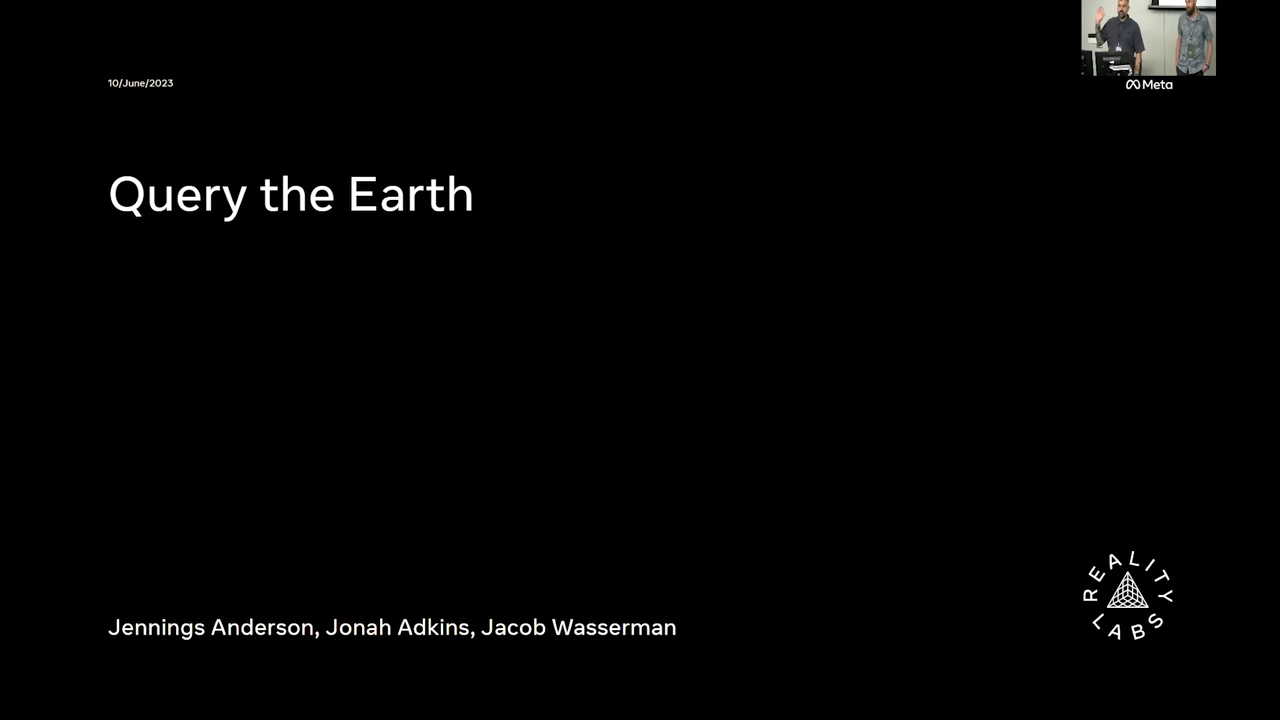 10/June/2023
Meta
Query the Earth
REALITY LABS
Jennings Anderson, Jonah Adkins, Jacob Wasserman